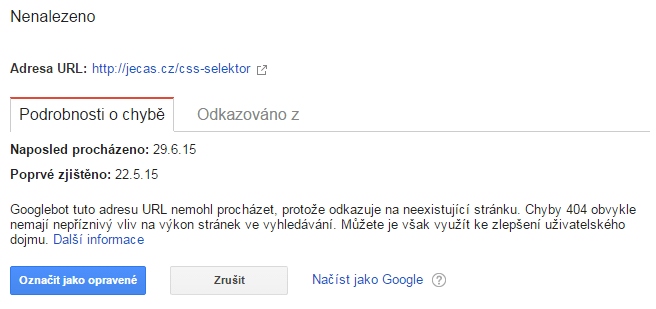 Nenalezeno
Adresa URL: http://jecas.cz/css-selektor
Podrobnosti o chybě
Odkazováno z
Naposled procházeno: 29.6.15
Poprvé zjištěno: 22.5.15
Googlebot tuto adresu URL nemohl procházet, protože odkazuje na neexistující stránku. Chyby 404 obvykle
nemají nepříznivý vliv na výkon stránek ve vyhledávání. Můžete je však využít ke zlepšení uživatelského
dojmu. Další informace
Označit jako opravené
Zrušit
Načíst jako Google ?